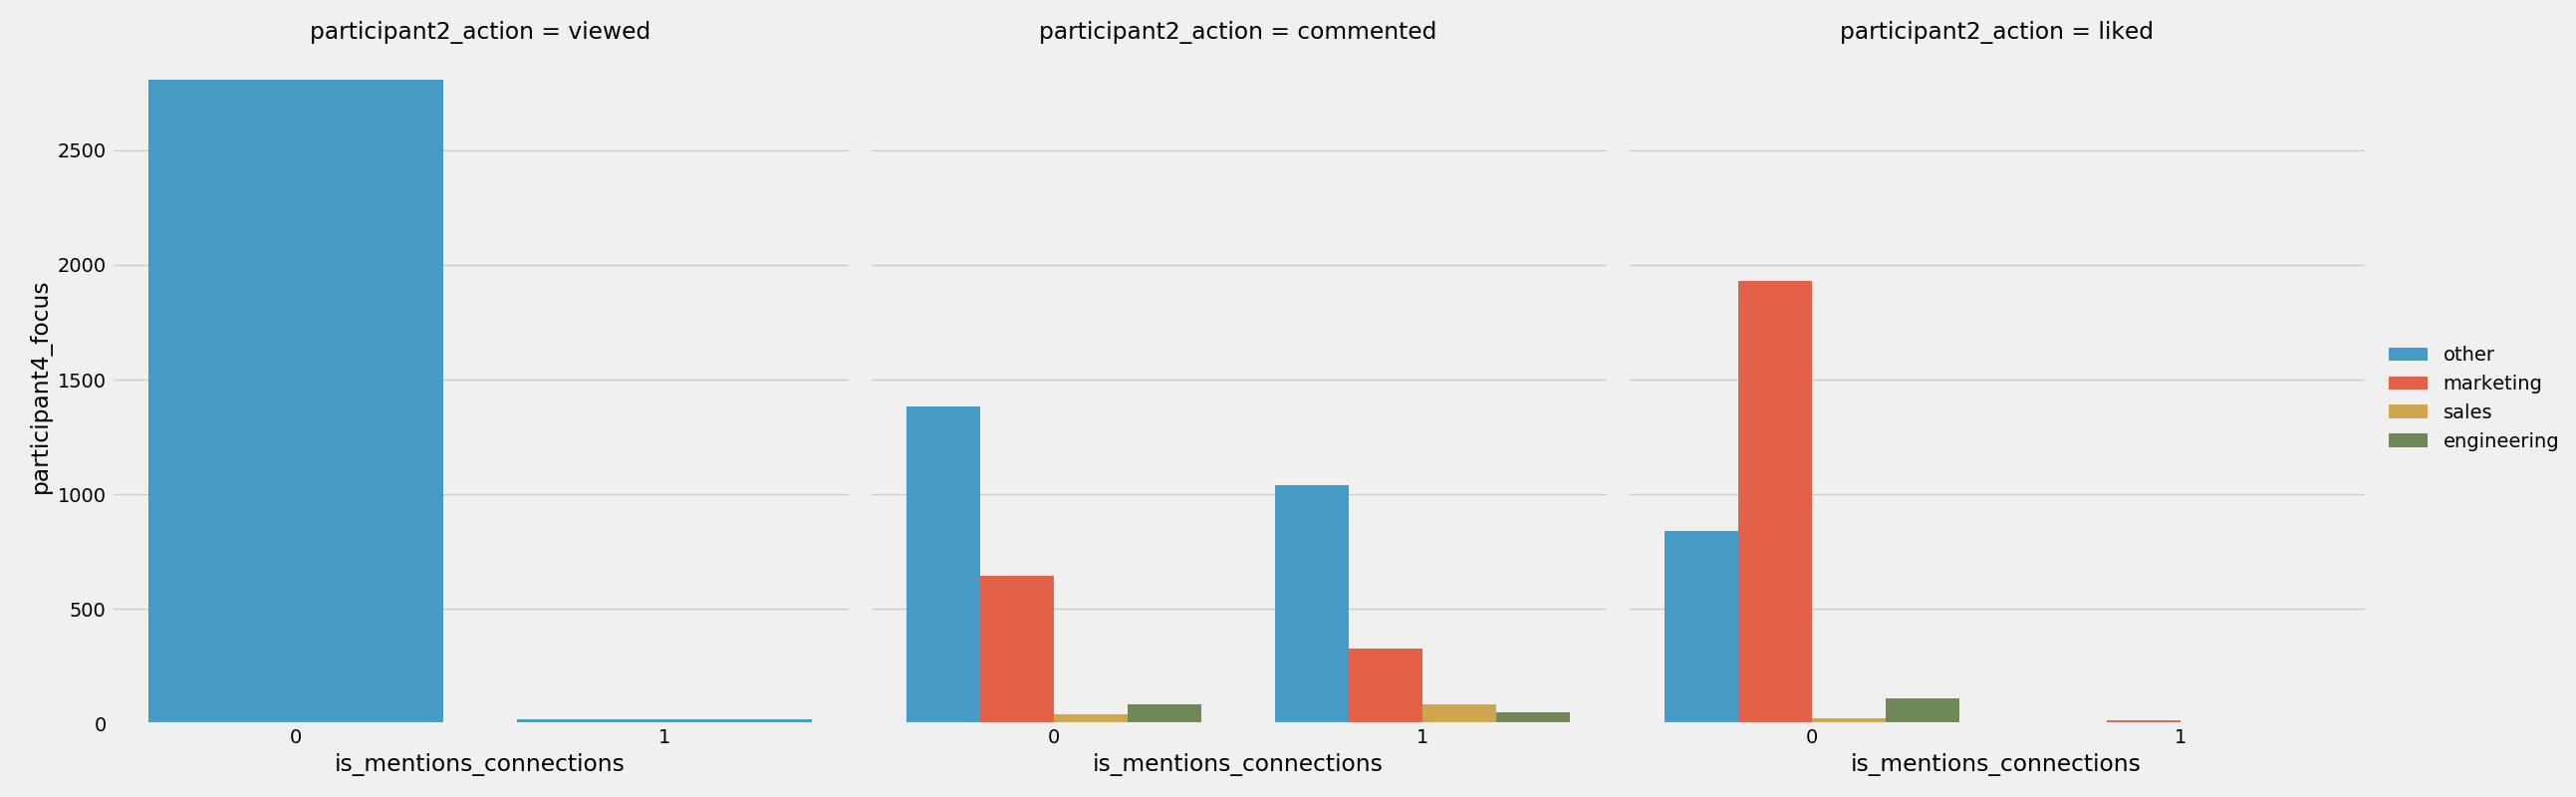 participant2_action = viewed
participant2_action = commented
participant2_action = liked
participant4_focus
2500
2000
1500
1000
500
0
0
1
0
1
0
1
is_mentions_connections
is_mentions_connections
is_mentions_connections
other
marketing
sales
engineering